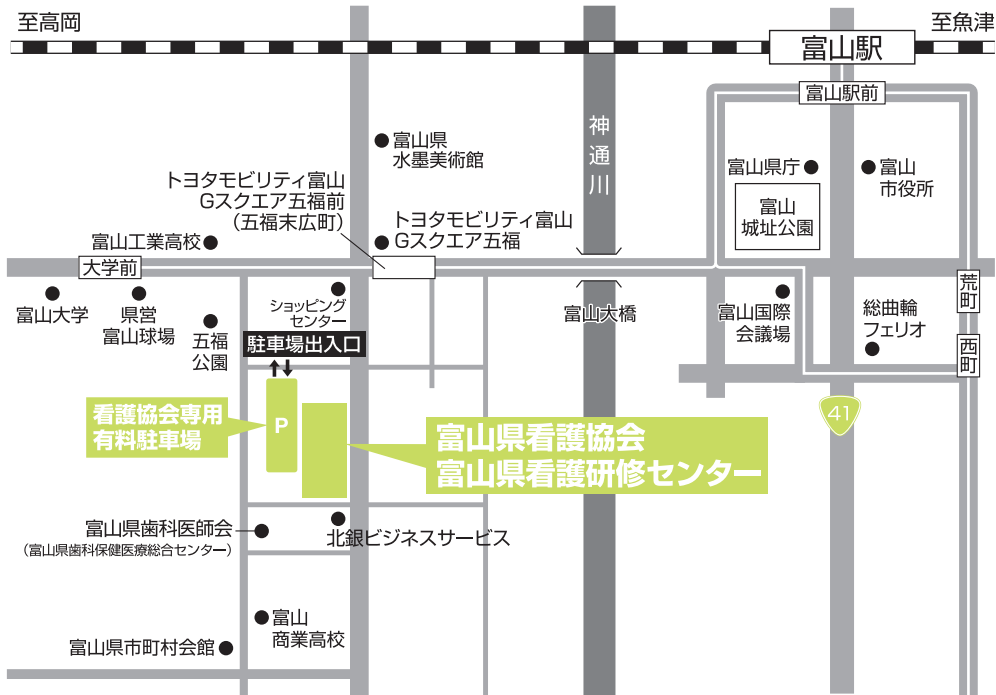 至高岡
至魚津
富山駅
富山駅前
神通川
富山県
水墨美術館
富山県庁
富山
市役所
富山
城址公園
トヨタモビリティ富山
Gスクエア五福前
(五福末広町)
トヨタモビリティ富山
Gスクエア五福
富山工業高校
大学前
富山大学
県営
富山球場
五福
公園
ショッピング
センター
駐車場出入口
富山大橋
富山国際
会議場
総曲輪
フェリオ
荒町
西町
41
看護協会専用
有料駐車場
P
富山県看護協会
富山県看護研修センター
富山県歯科医師会
(富山県歯科保健医療総合センター)
北銀ビジネスサービス
富山
商業高校
富山県市町村会館